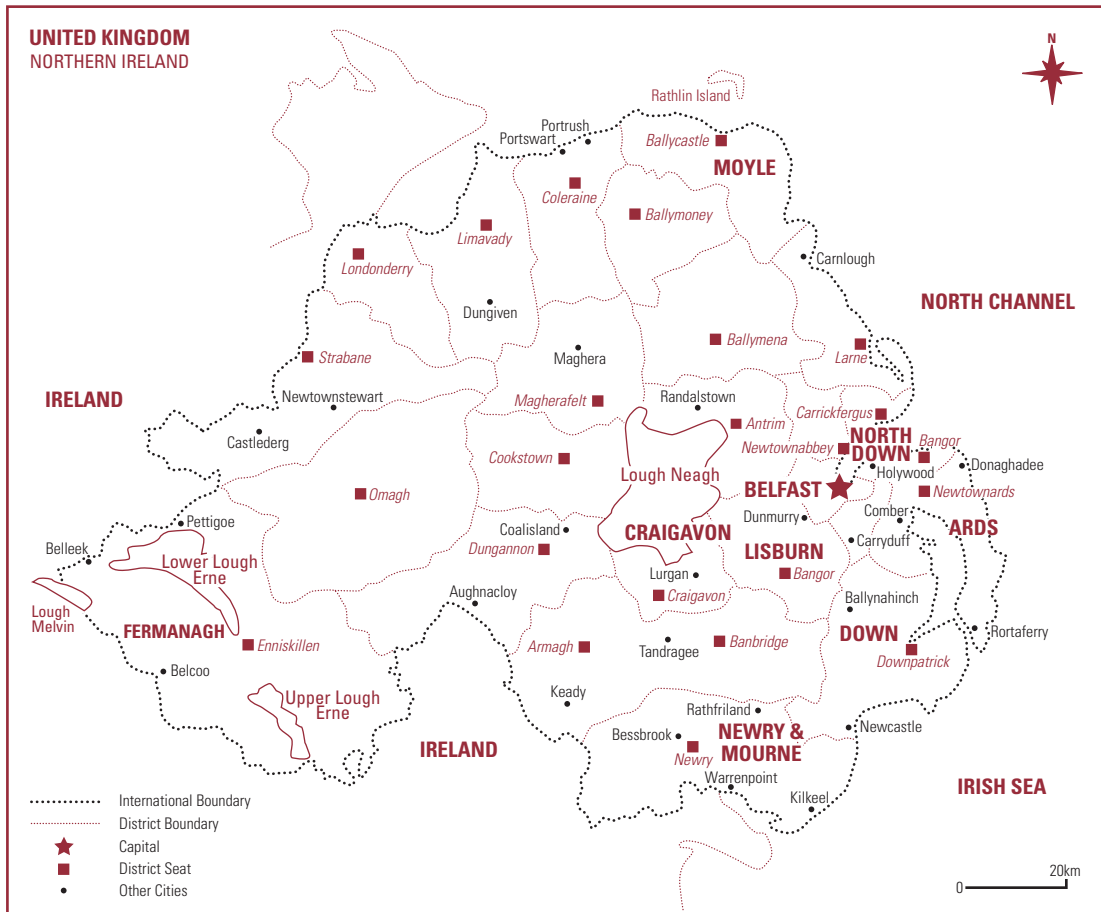 UNITED KINGDOM
NORTHERN IRELAND
N
Rathlin Island
Portrush
Portswart
Ballycastle
MOYLE
Coleraine
Ballymoney
Limavady
Londonderry
Carnlough
NORTH CHANNEL
Dungiven
Ballymena
Larne
Maghera
Strabane
IRELAND
Newtownstewart
Magherafelt
Randalstown
Carrickfergus
Antrim
Castlederg
NORTH
DOWN
Bangor
Newtownabbey
Cookstown
Holywood
Donaghadee
Lough Neagh
BELFAST
Newtownards
Omagh
Comber
Pettigoe
Dunmurry
ARDS
Coalisland
CRAIGAVON
Carryduff
Belleek
Dungannon
LISBURN
Lower Lough
Erne
Lurgan
Bangor
Craigavon
Aughnacloy
Ballynahinch
Lough
Melvin
FERMANAGH
Enniskillen
Armagh
Tandragee
Banbridge
DOWN
Rortaferry
Downpatrick
Belcoo
Keady
Upper Lough
Erne
Rathfriland
Newcastle
Bessbrook
NEWRY &
MOURNE
Newry
IRELAND
Warrenpoint
Kilkeel
IRISH SEA
International Boundary
District Boundary
Capital
District Seat
Other Cities
0
20km